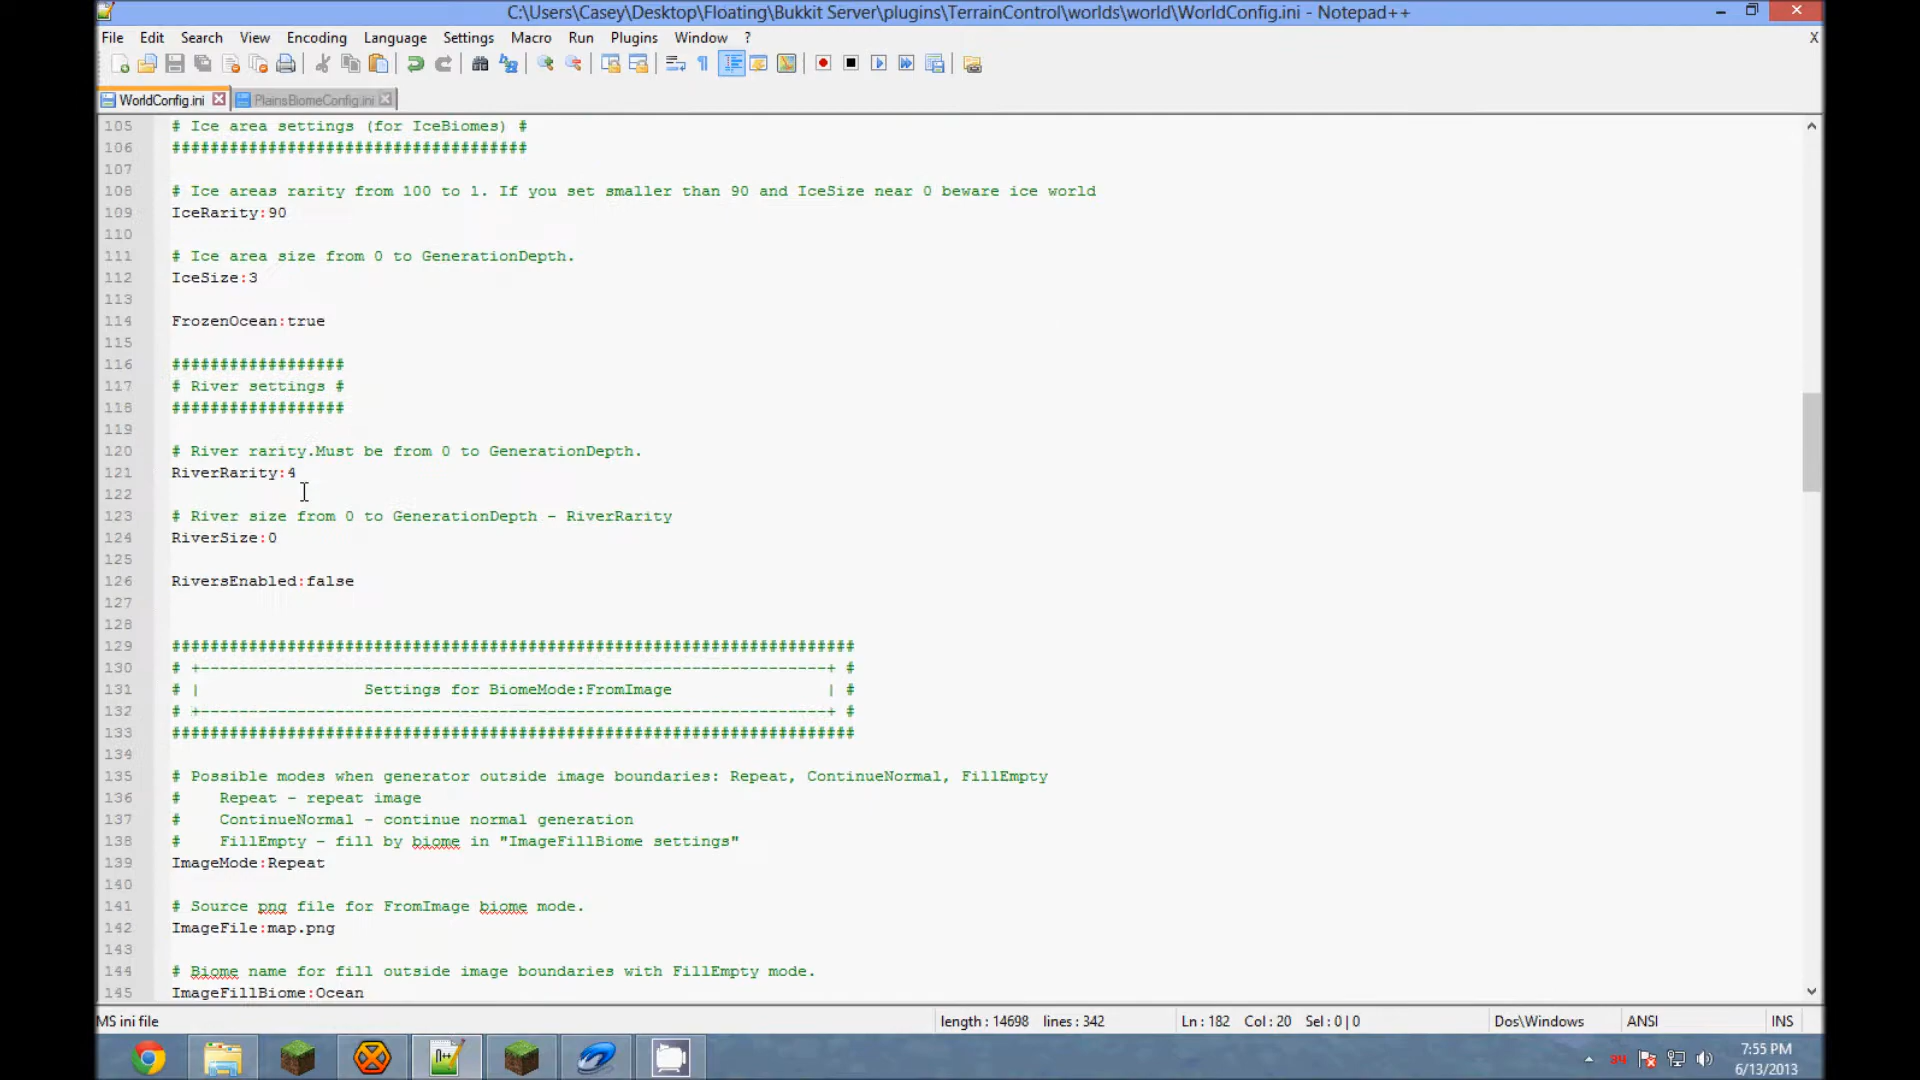 C:\Users\Casey\Desktop\Floating\Bukkit Server\plugins\TerrainControl\worlds\world\WorldConfig.ini - Notepad++
File Edit Search View Encoding Language Settings Macro Run Plugins Window ? X
WorldConfig.ini PlainsBiomeConfig.ini
105 # Ice area settings (for IceBiomes) #
106 #####################################
107
108 # Ice areas rarity from 100 to 1. If you set smaller than 90 and IceSize near 0 beware ice world
109 IceRarity:90
110
111 # Ice area size from 0 to GenerationDepth.
112 IceSize:3
113
114 FrozenOcean:true
115
116 ##################
117 # River settings #
118 ##################
119
120 # River rarity.Must be from 0 to GenerationDepth.
121 RiverRarity:4
122
123 # River size from 0 to GenerationDepth - RiverRarity
124 RiverSize:0
125
126 RiversEnabled:false
127
128
129 #######################################################################
130 # +-----------------------------------------------------------------+ #
131 # | Settings for BiomeMode:FromImage | #
132 # +-----------------------------------------------------------------+ #
133 #######################################################################
134
135 # Possible modes when generator outside image boundaries: Repeat, ContinueNormal, FillEmpty
136 # Repeat - repeat image
137 # ContinueNormal - continue normal generation
138 # FillEmpty - fill by biome in "ImageFillBiome settings"
139 ImageMode:Repeat
140
141 # Source png file for FromImage biome mode.
142 ImageFile:map.png
143
144 # Biome name for fill outside image boundaries with FillEmpty mode.
145 ImageFillBiome:Ocean
MS ini file length : 14698 lines : 342 Ln : 182 Col : 20 Sel : 0 | 0 Dos\Windows ANSI INS
7:55 PM
6/13/2013